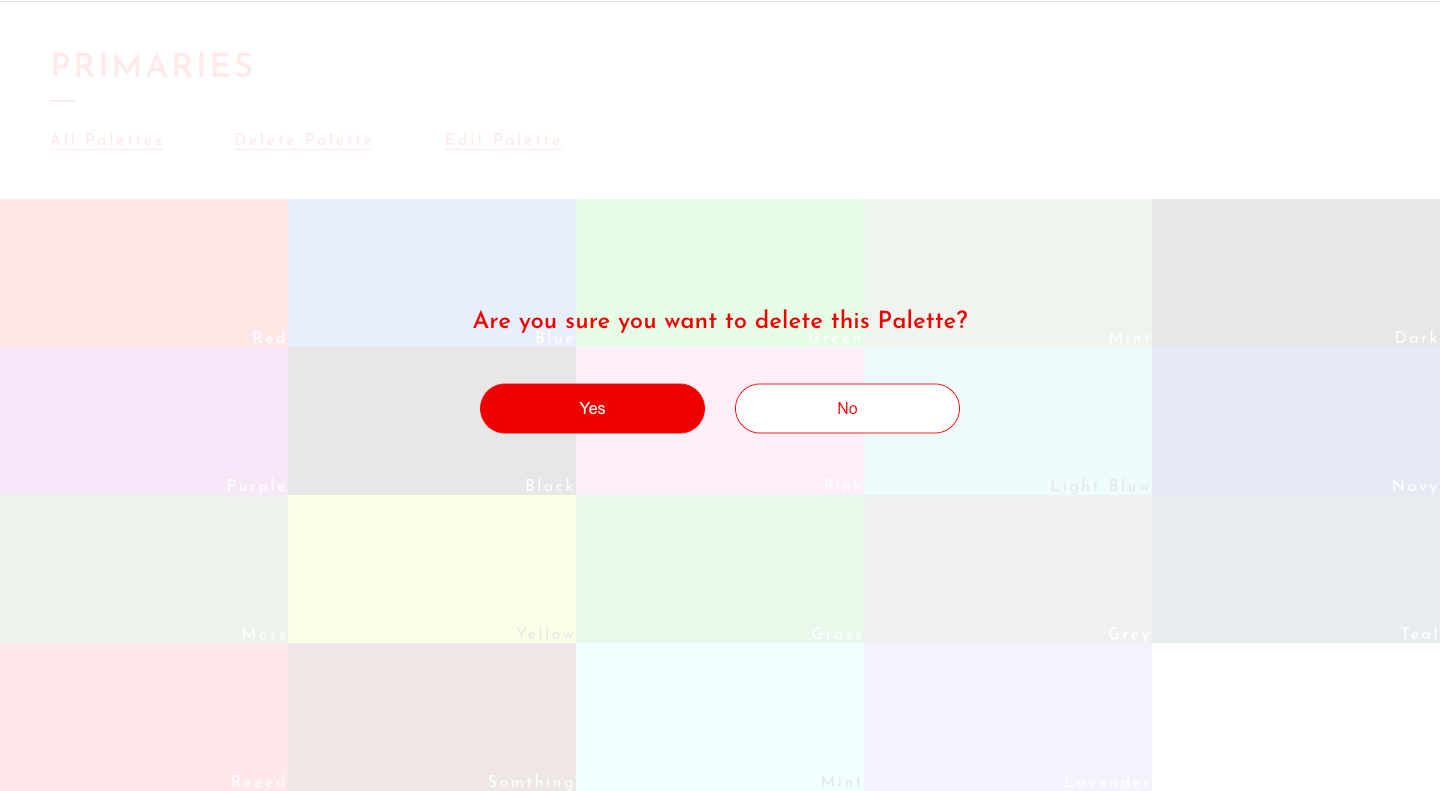 PRIMARIES
All Palettes Delete Palette Edit Palette
Are you sure you want to delete this Palette?
Red Blue Green Mint Dark
Yes No
Purple Black Pink Light Bluw Navy
Moss Yellow Grass Grey Teal
Reeed Somthing Mint Lavender